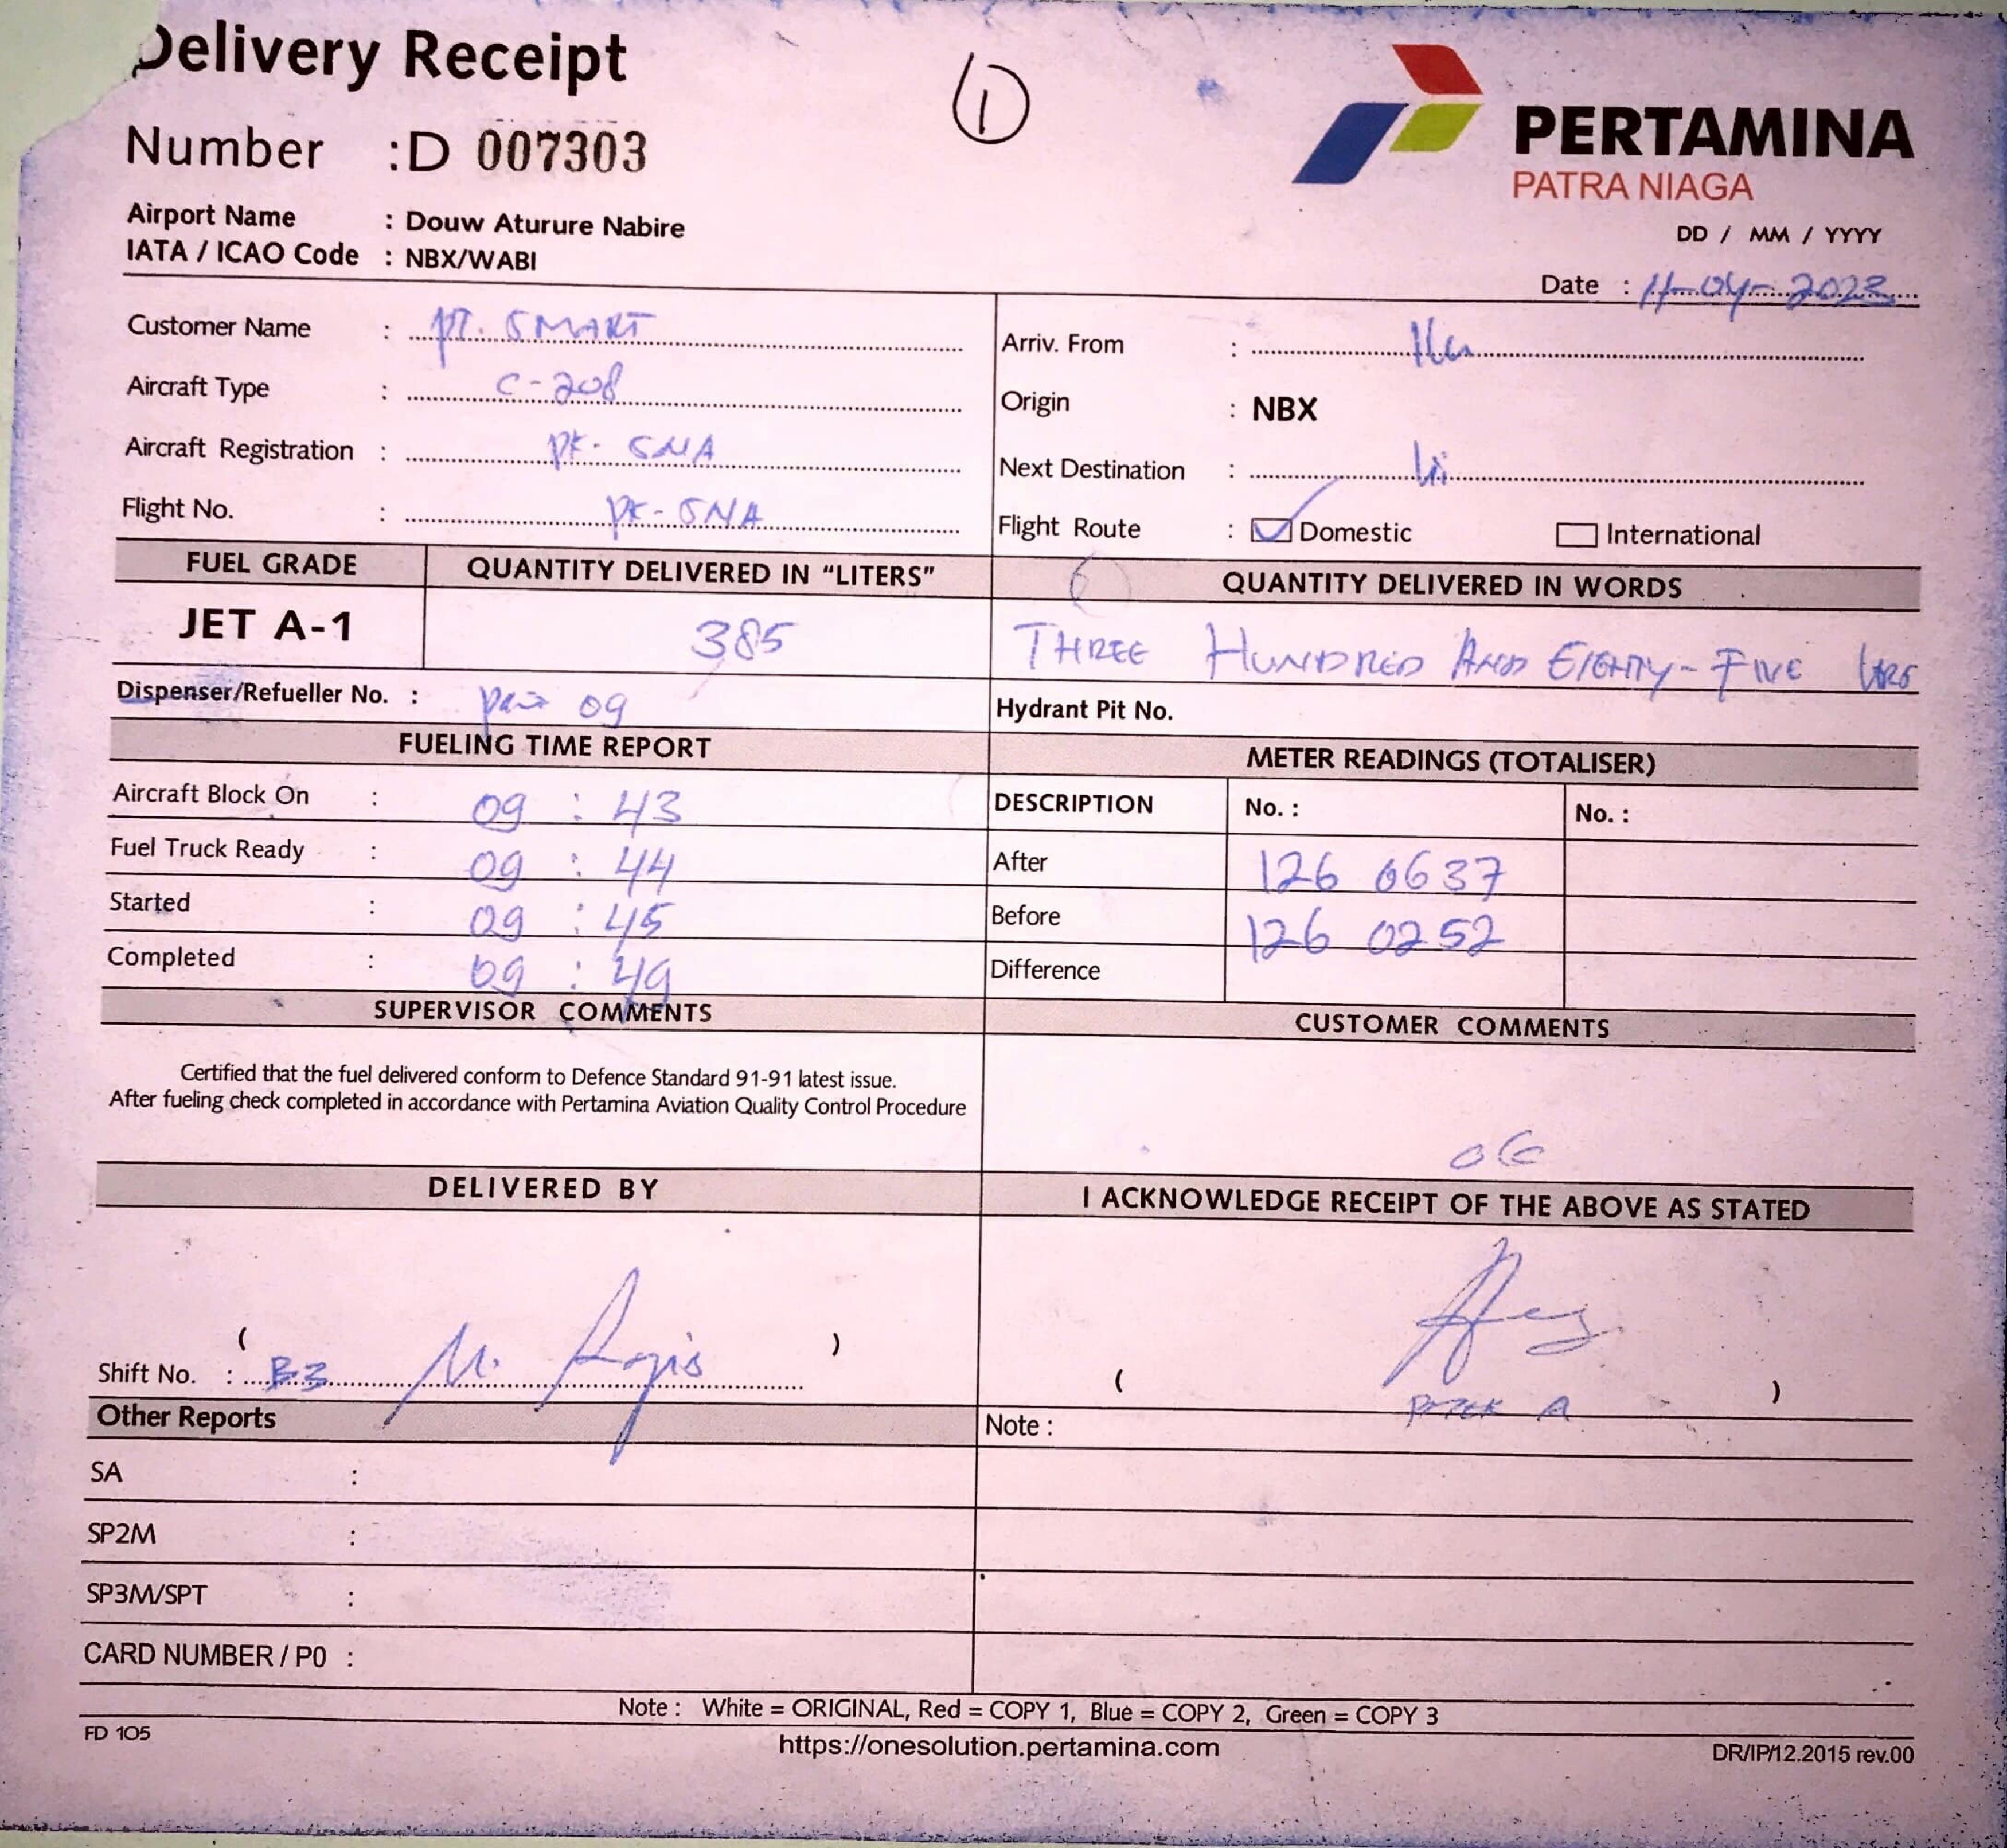 Delivery Receipt
1
Number : D 007303
PERTAMINA
PATRA NIAGA
Airport Name : Douw Aturure Nabire
IATA / ICAO Code : NBX/WABI
DD / MM / YYYY
Date : 11-04-2023
Customer Name : PT. SMART
Aircraft Type : C-208
Aircraft Registration : PK-SNA
Flight No. : PK-SNA
Arriv. From :
Origin : NBX
Next Destination :
Flight Route : Domestic International
FUEL GRADE QUANTITY DELIVERED IN “LITERS” QUANTITY DELIVERED IN WORDS
JET A-1 385 THREE HUNDRED AND EIGHTY-FIVE
Dispenser/Refueller No. : 09
Hydrant Pit No.
FUELING TIME REPORT
Aircraft Block On : 09 : 43
Fuel Truck Ready : 09 : 44
Started : 09 : 45
Completed : 09 : 49
METER READINGS (TOTALISER)
DESCRIPTION No. : No. :
After 126 0637
Before 126 0252
Difference
SUPERVISOR COMMENTS
Certified that the fuel delivered conform to Defence Standard 91-91 latest issue.
After fueling check completed in accordance with Pertamina Aviation Quality Control Procedure
CUSTOMER COMMENTS
DELIVERED BY
( )
Shift No. : B3
I ACKNOWLEDGE RECEIPT OF THE ABOVE AS STATED
( )
Other Reports
Note :
SA :
SP2M :
SP3M/SPT :
CARD NUMBER / P0 :
Note : White = ORIGINAL, Red = COPY 1, Blue = COPY 2, Green = COPY 3
FD 105
https://onesolution.pertamina.com
DR/IP/12.2015 rev.00